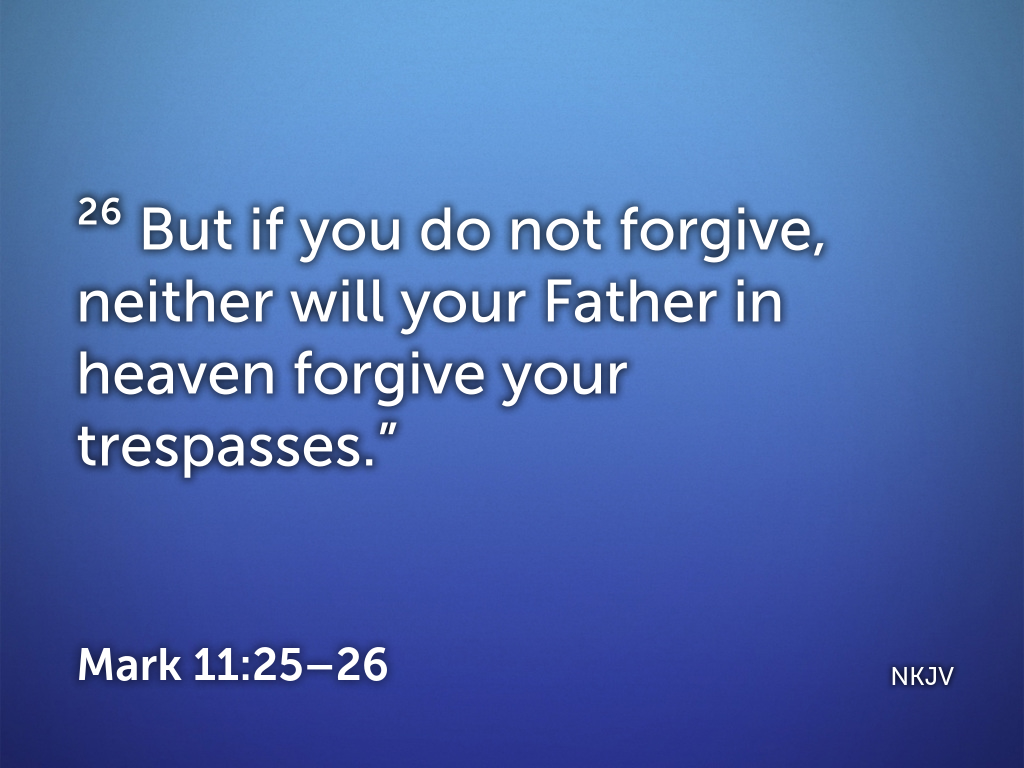 26 But if you do not forgive,
neither will your Father in
heaven forgive your
trespasses.”
Mark 11:25–26
NKJV